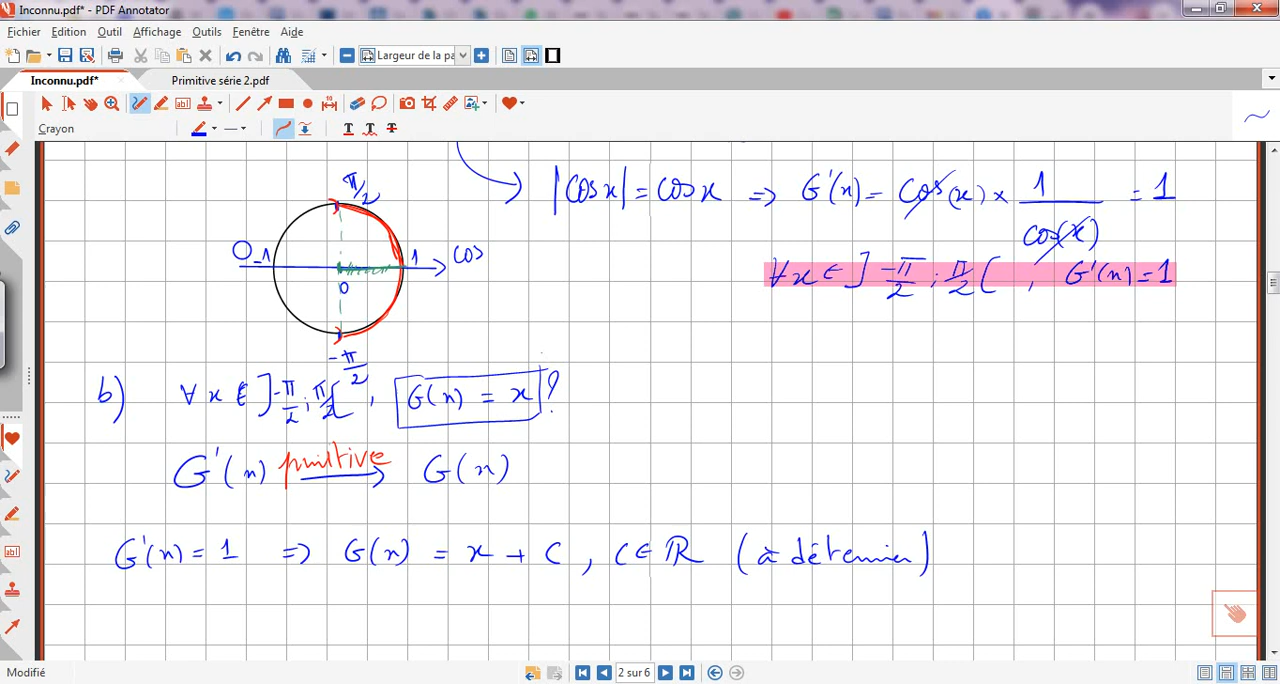 Inconnu.pdf* - PDF Annotator
Fichier Edition Outil Affichage Outils Fenêtre Aide
Largeur de la pa
Inconnu.pdf* Primitive série 2.pdf
Crayon
|cos x| = cos x => G'(x) = cos(x) × 1/cos(x) = 1
∀x ∈ ]-π/2 ; π/2[ , G'(x) = 1
π/2
-1 0 1 cos
-π/2
b) ∀ x ∈ ]-π/2 ; π/2[ , G(x) = x ?
G'(x) primitive → G(x)
G'(x) = 1 => G(x) = x + C , C ∈ ℝ (à déterminer)
Modifié
2 sur 6